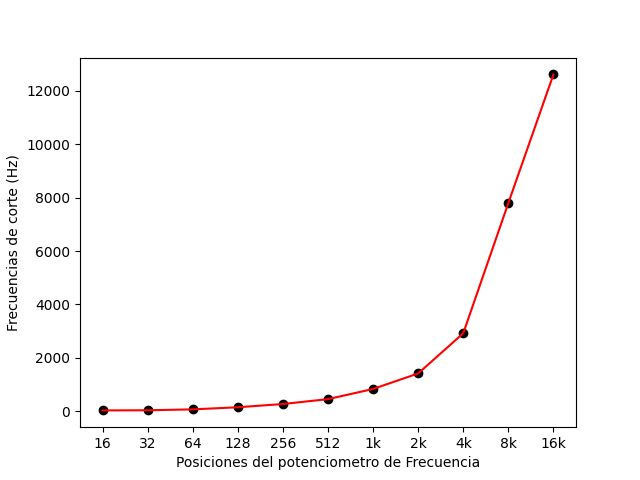 12000
10000
8000
6000
4000
2000
0
Frecuencias de corte (Hz)
16 32 64 128 256 512 1k 2k 4k 8k 16k
Posiciones del potenciometro de Frecuencia